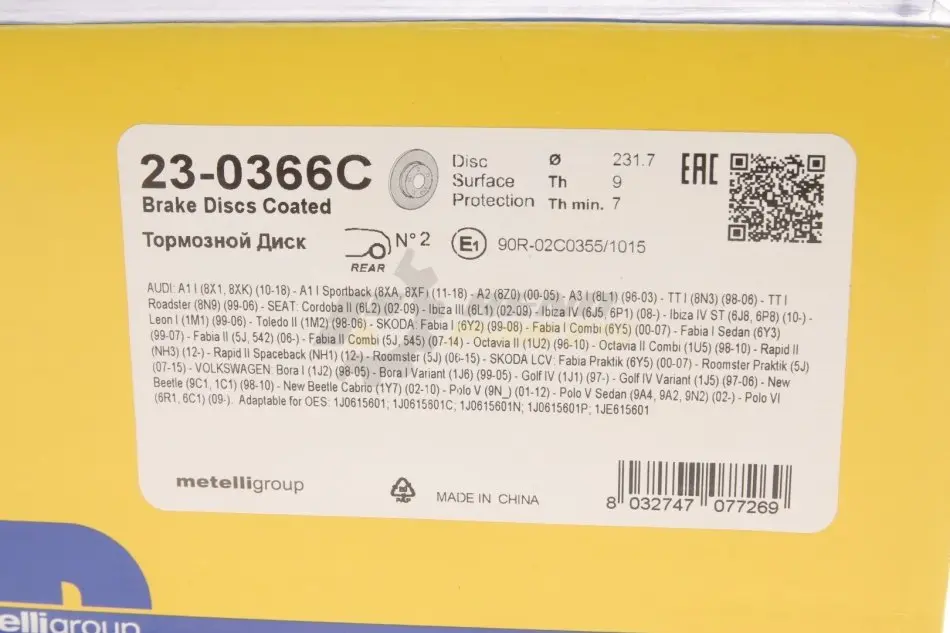 23-0366C
Brake Discs Coated
Тормозной Диск
Disc Ø 231.7
Surface Th 9
Protection Th min. 7
EAC
REAR
N° 2
E1
90R-02C0355/1015
AUDI: A1 I (8X1, 8XK) (10-18) - A1 I Sportback (8XA, 8XF) (11-18) - A2 (8Z0) (00-05) - A3 I (8L1) (96-03) - TT I (8N3) (98-06) - TT I
Roadster (8N9) (99-06) - SEAT: Cordoba II (6L2) (02-09) - Ibiza III (6L1) (02-09) - Ibiza IV (6J5, 6P1) (08-) - Ibiza IV ST (6J8, 6P8) (10-) -
Leon I (1M1) (99-06) - Toledo II (1M2) (98-06) - SKODA: Fabia I (6Y2) (99-08) - Fabia I Combi (6Y5) (00-07) - Fabia I Sedan (6Y3)
(99-07) - Fabia II (5J, 542) (06-) - Fabia II Combi (5J, 545) (07-14) - Octavia II (1U2) (96-10) - Octavia II Combi (1U5) (98-10) - Rapid II
(NH3) (12-) - Rapid II Spaceback (NH1) (12-) - Roomster (5J) (06-15) - SKODA LCV: Fabia Praktik (6Y5) (00-07) - Roomster Praktik (5J)
(07-15) - VOLKSWAGEN: Bora I (1J2) (98-05) - Bora I Variant (1J6) (99-05) - Golf IV (1J1) (97-) - Golf IV Variant (1J5) (97-06) - New
Beetle (9C1, 1C1) (98-10) - New Beetle Cabrio (1Y7) (02-10) - Polo V (9N_) (01-12) - Polo V Sedan (9A4, 9A2, 9N2) (02-) - Polo VI
(6R1, 6C1) (09-). Adaptable for OES: 1J0615601; 1J0615601C; 1J0615601N; 1J0615601P; 1JE615601
metelligroup
PAP
MADE IN CHINA
8 032747 077269
elligroup